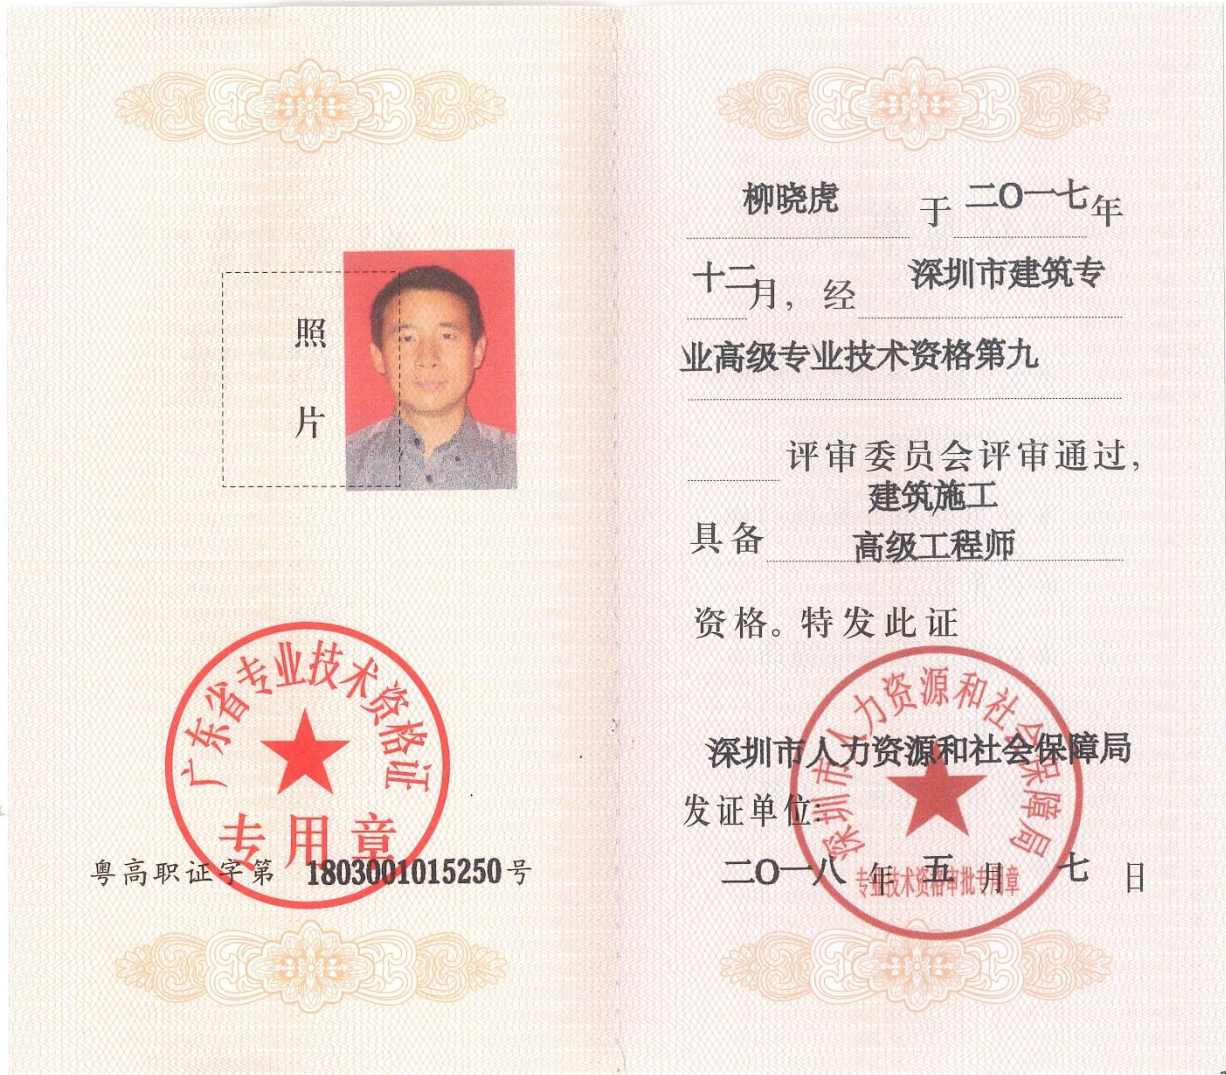 照
片
广东省专业技术资格证
专用章
粤高职证字第 1803001015250 号
柳晓虎 于 二〇一七 年
十二月，经 深圳市建筑专
业高级专业技术资格第九
评审委员会评审通过，
建筑施工
具备 高级工程师
资格。特发此证
深圳市人力资源和社会保障局
发证单位:
深圳市人力资源和社会保障局
专业技术资格审批专用章
二〇一八 年 五 月 七 日